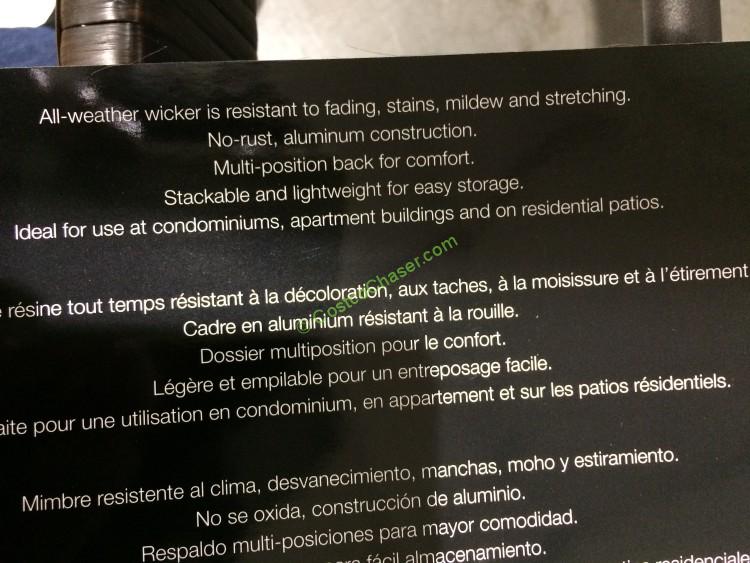 All-weather wicker is resistant to fading, stains, mildew and stretching.
No-rust, aluminum construction.
Multi-position back for comfort.
Stackable and lightweight for easy storage.
Ideal for use at condominiums, apartment buildings and on residential patios.
© CostcoChaser.com
résine tout temps résistant à la décoloration, aux taches, à la moisissure et à l'étirement
Cadre en aluminium résistant à la rouille.
Dossier multiposition pour le confort.
Légère et empilable pour un entreposage facile.
aite pour une utilisation en condominium, en appartement et sur les patios résidentiels.
Mimbre resistente al clima, desvanecimiento, manchas, moho y estiramiento.
No se oxida, construcción de aluminio.
Respaldo multi-posiciones para mayor comodidad.
fácil almacenamiento.
residenciale